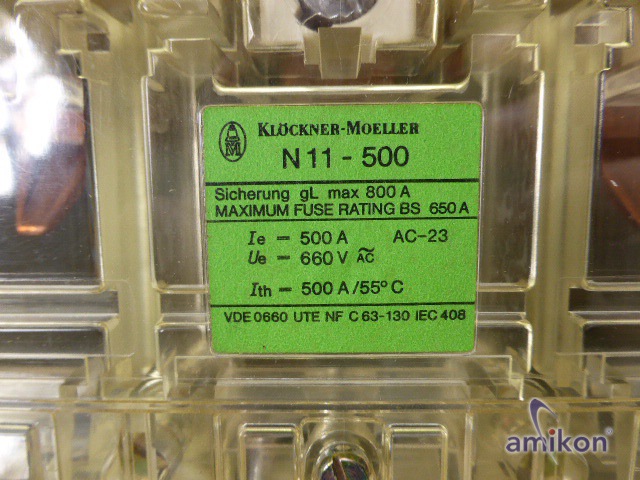 KLÖCKNER-MOELLER
N 11 - 500
Sicherung gL max 800 A
MAXIMUM FUSE RATING BS 650 A
Ie = 500 A AC-23
Ue = 660 V ≂ AC
Ith = 500 A/55° C
VDE 0660 UTE NF C 63-130 IEC 408
amikon®